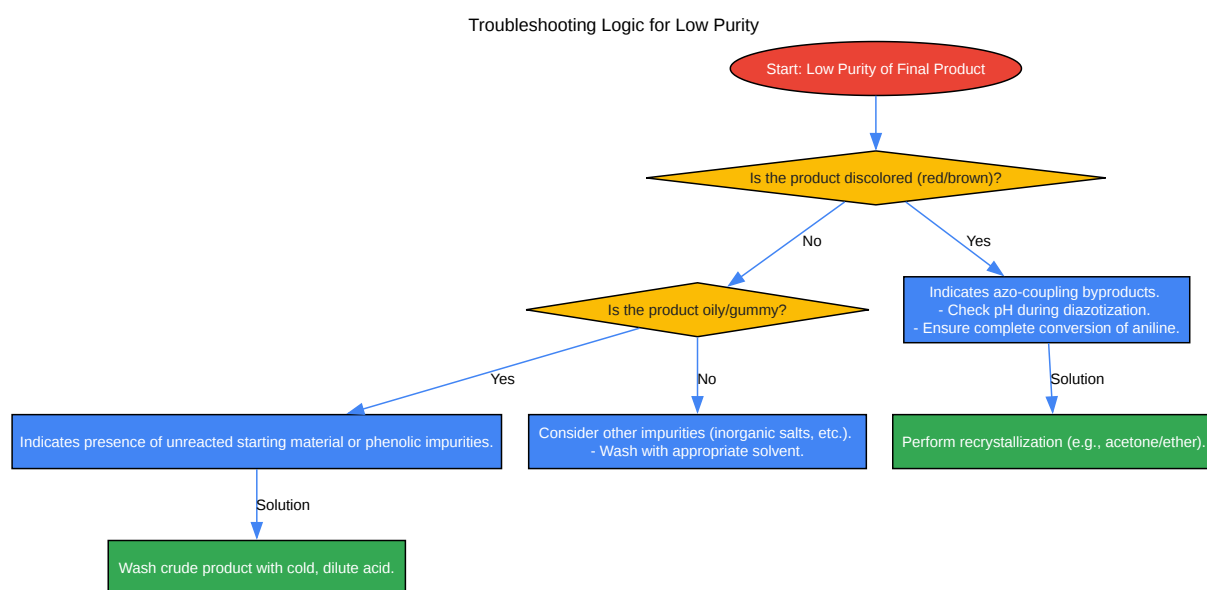 Troubleshooting Logic for Low Purity
Start: Low Purity of Final Product
Is the product discolored (red/brown)?
No
Yes
Is the product oily/gummy?
Indicates azo-coupling byproducts.
- Check pH during diazotization.
- Ensure complete conversion of aniline.
Yes
No
Solution
Indicates presence of unreacted starting material or phenolic impurities.
Consider other impurities (inorganic salts, etc.).
- Wash with appropriate solvent.
Perform recrystallization (e.g., acetone/ether).
Solution
Wash crude product with cold, dilute acid.